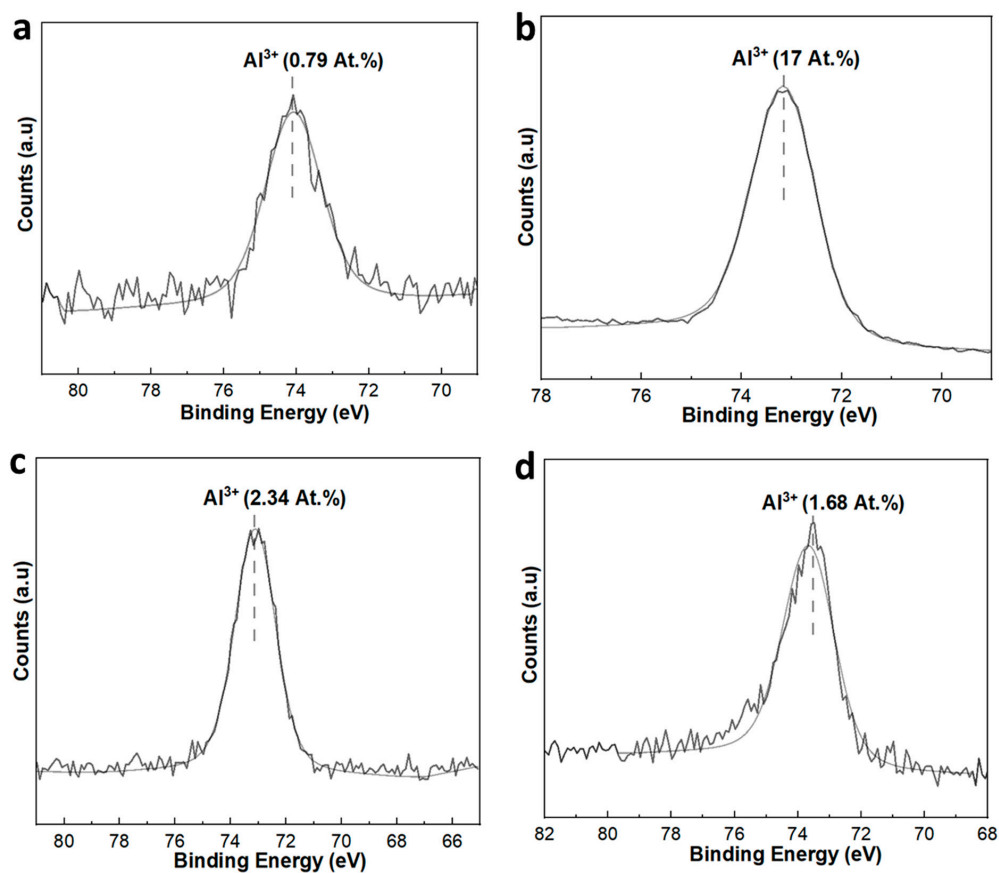 a
Al³⁺ (0.79 At.%)
Counts (a.u)
80 78 76 74 72 70
Binding Energy (eV)
b
Al³⁺ (17 At.%)
Counts (a.u)
78 76 74 72 70
Binding Energy (eV)
c
Al³⁺ (2.34 At.%)
Counts (a.u)
80 75 74 72 70 68 66
Binding Energy (eV)
d
Al³⁺ (1.68 At.%)
Counts (a.u)
82 80 78 76 74 72 70 68
Binding Energy (eV)